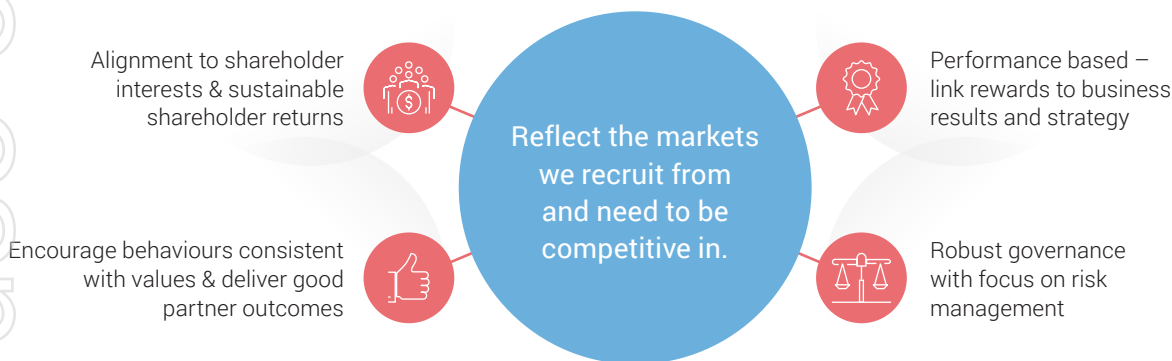 Alignment to shareholder
interests & sustainable
shareholder returns
Encourage behaviours consistent
with values & deliver good
partner outcomes
Reflect the markets
we recruit from
and need to be
competitive in.
Performance based –
link rewards to business
results and strategy
Robust governance
with focus on risk
management
$